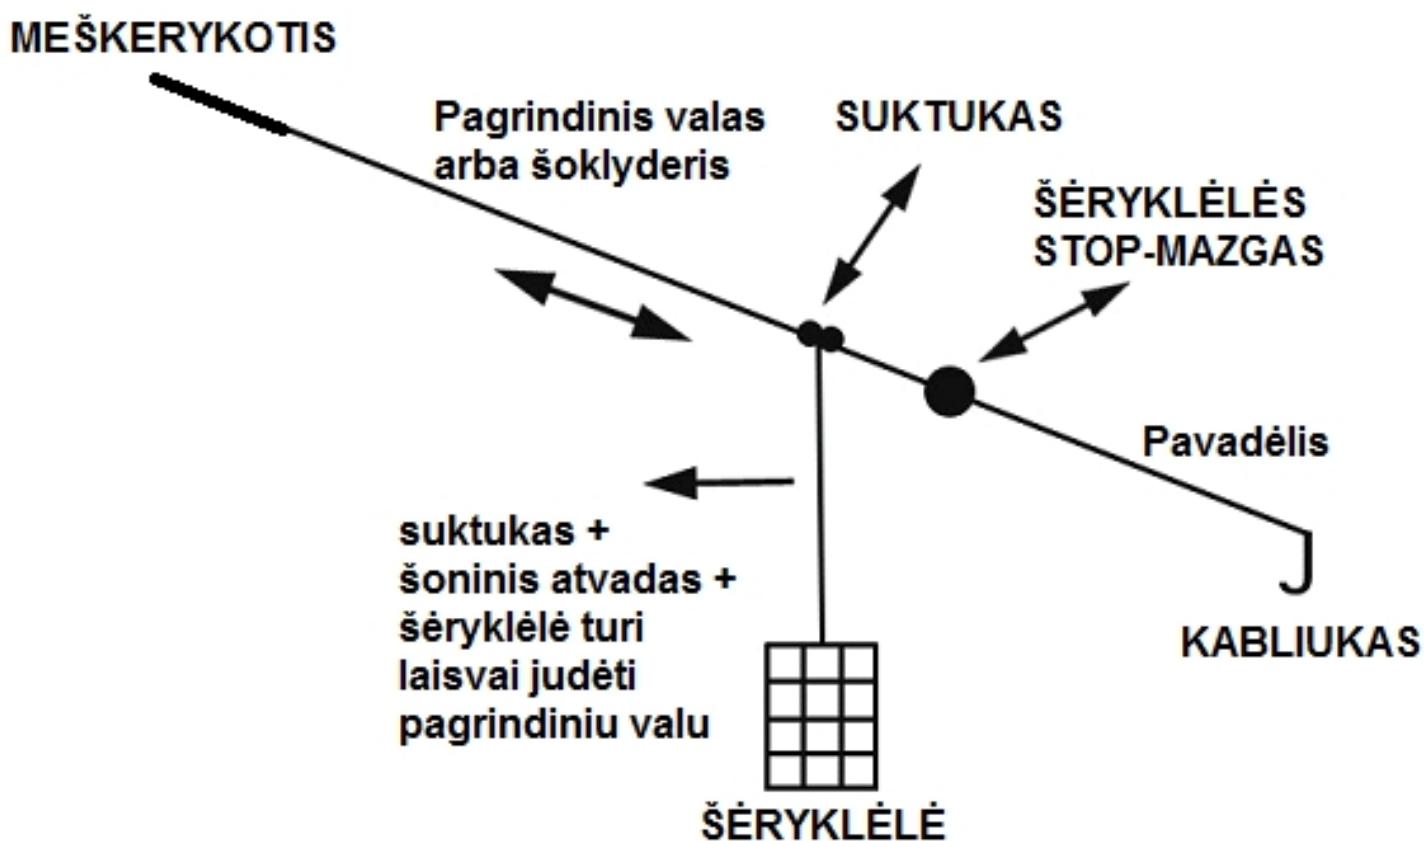 MEŠKERYKOTIS
Pagrindinis valas
arba šoklyderis
SUKTUKAS
ŠĖRYKLĖLĖS
STOP-MAZGAS
Pavadėlis
suktukas +
šoninis atvadas +
šėryklėlė turi
laisvai judėti
pagrindiniu valu
KABLIUKAS
ŠĖRYKLĖLĖ